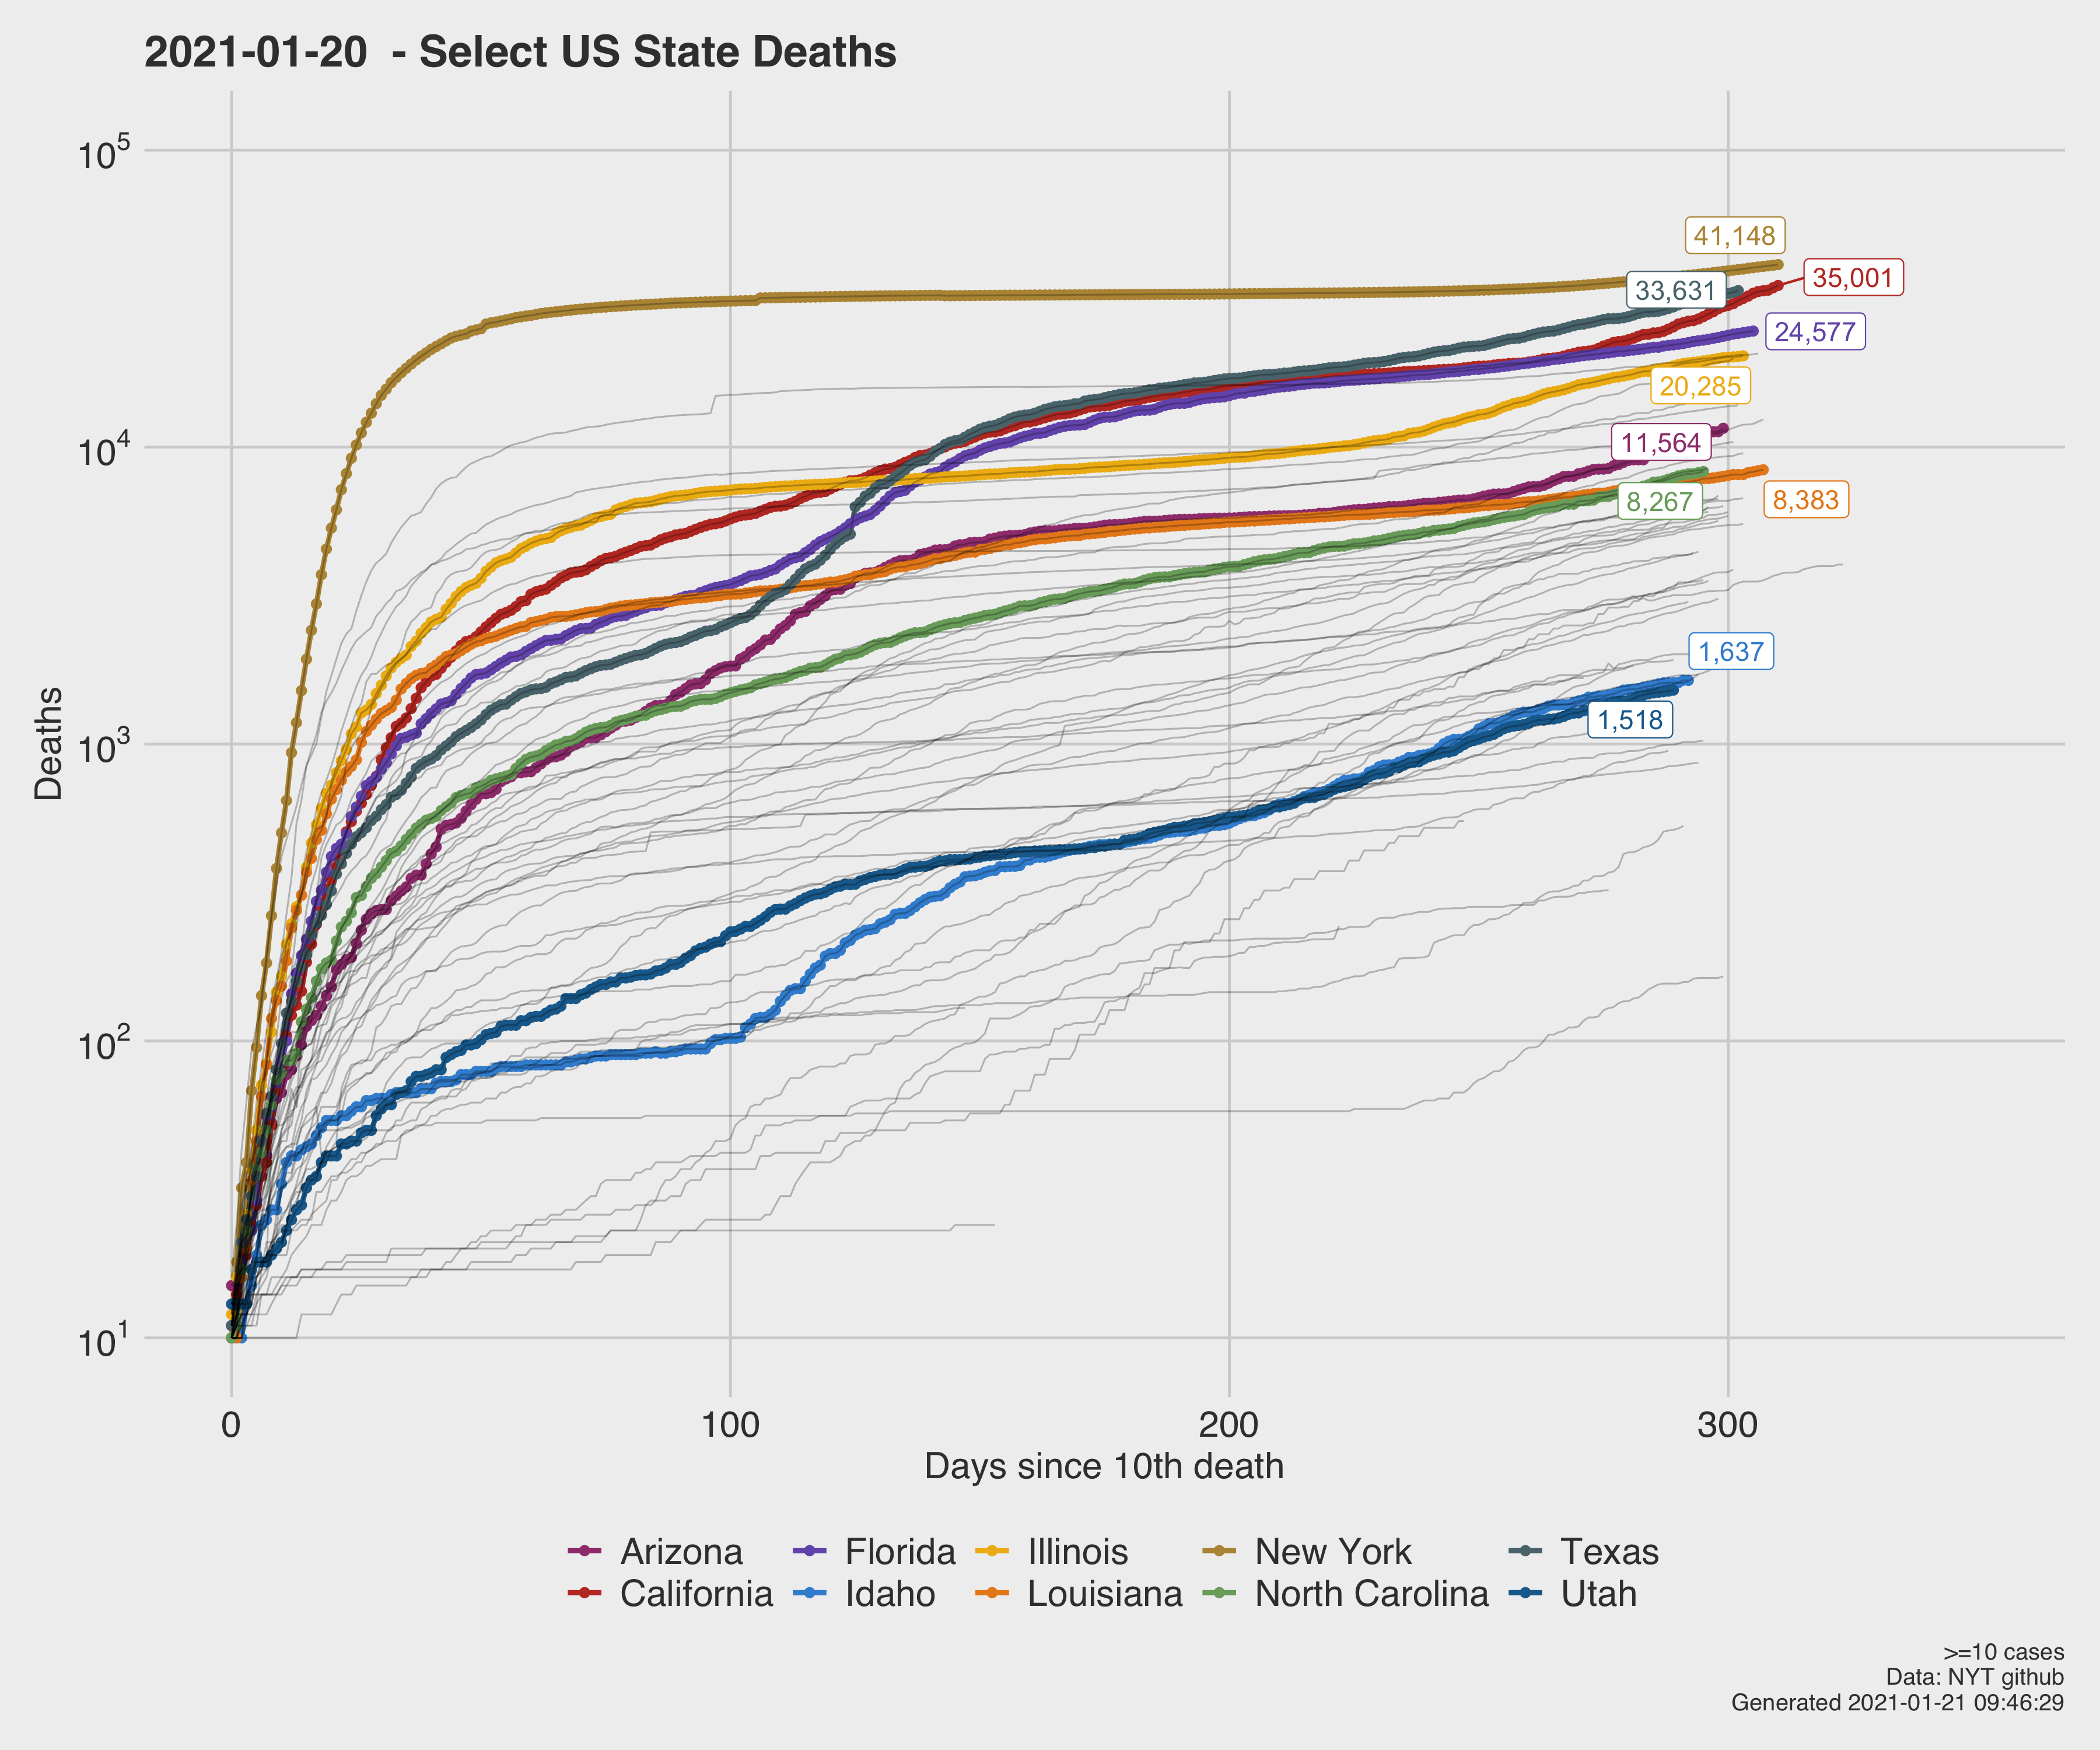 2021-01-20  - Select US State Deaths
10^5
10^4
10^3
10^2
10^1
Deaths
41,148
35,001
33,631
24,577
20,285
11,564
8,267
8,383
1,637
1,518
0 100 200 300
Days since 10th death
Arizona Florida Illinois New York Texas
California Idaho Louisiana North Carolina Utah
>=10 cases
Data: NYT github
Generated 2021-01-21 09:46:29